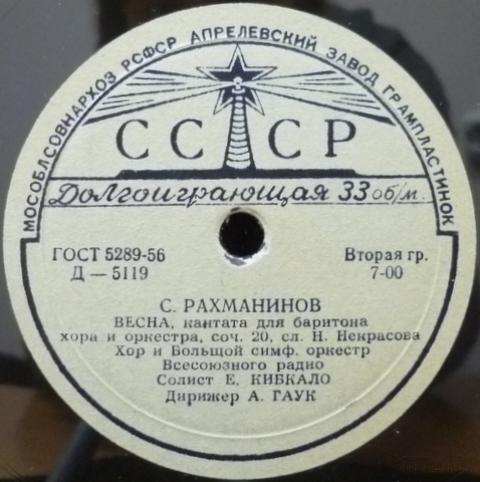 МОСОБЛСОВНАРХОЗ РСФСР АПРЕЛЕВСКИЙ ЗАВОД ГРАМПЛАСТИНОК
СССР
Долгоиграющая 33 об/м.
ГОСТ 5289-56
Д — 5119
Вторая гр.
7-00
С. РАХМАНИНОВ
ВЕСНА, кантата для баритона
хора и оркестра, соч. 20, сл. Н. Некрасова
Хор и Большой симф. оркестр
Всесоюзного радио
Солист Е. КИБКАЛО
Дирижер А. ГАУК